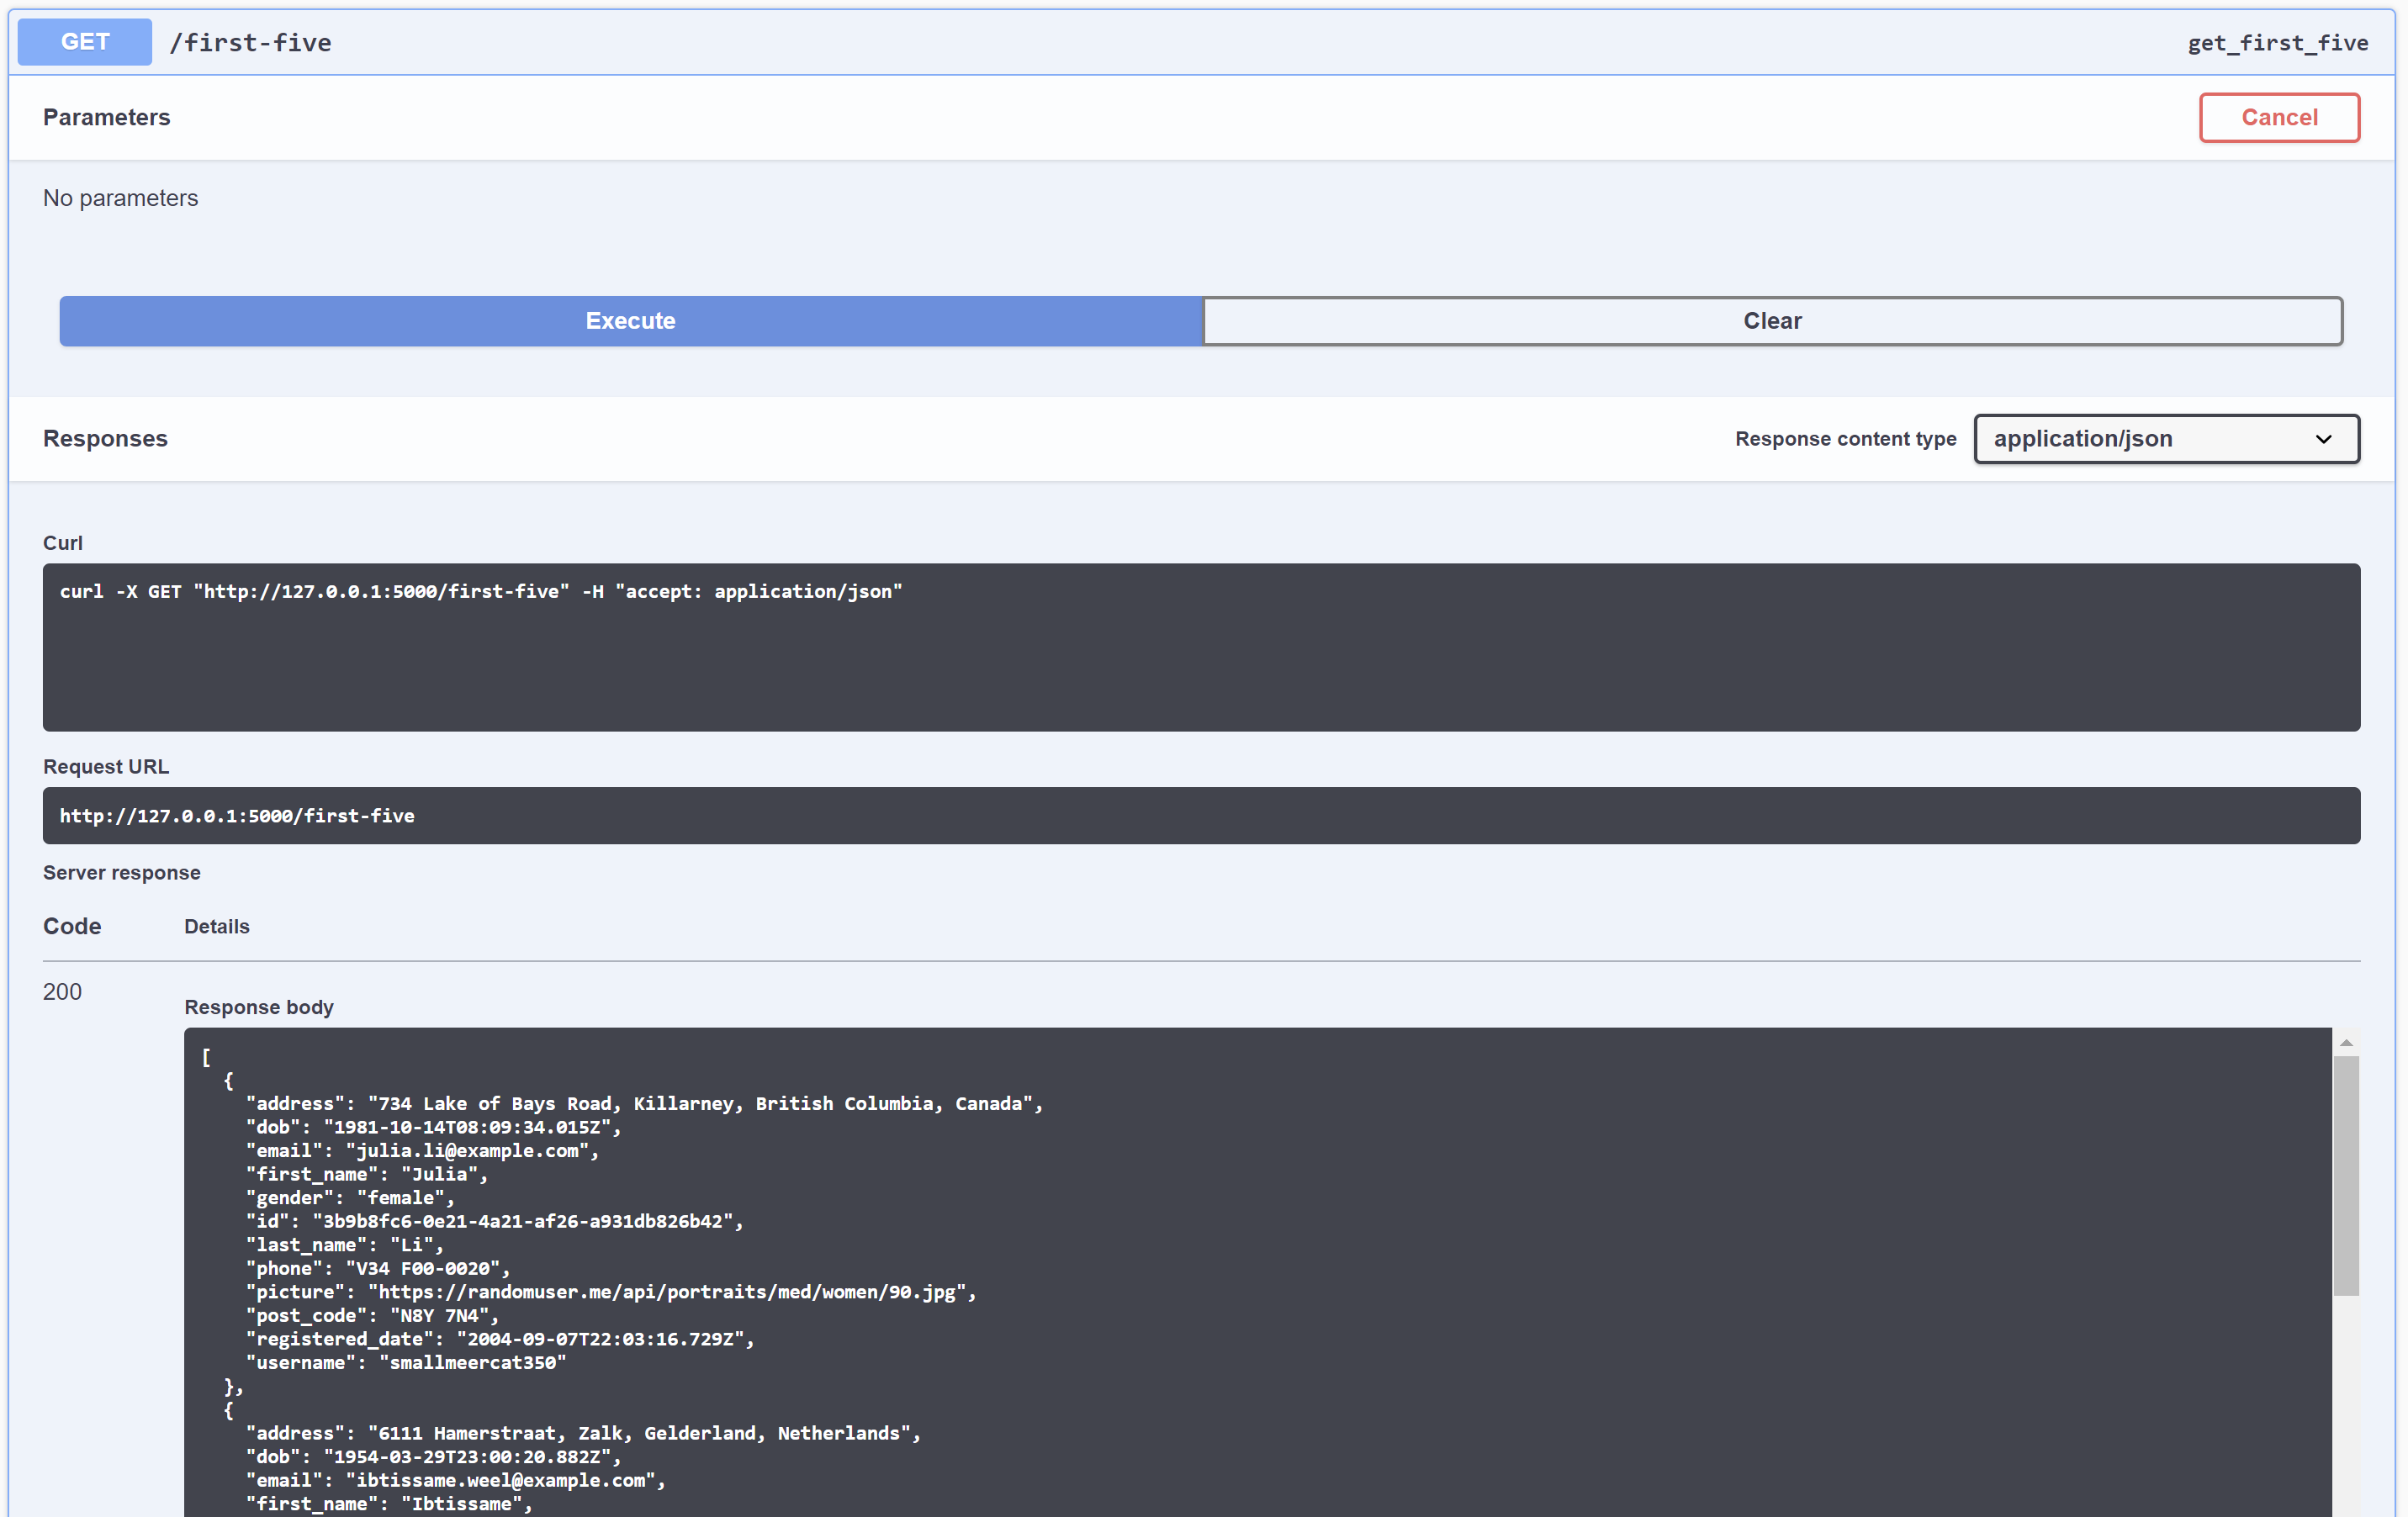 GET /first-five get_first_five
Parameters Cancel
No parameters
Execute Clear
Responses Response content type application/json
Curl
curl -X GET "http://127.0.0.1:5000/first-five" -H "accept: application/json"
Request URL
http://127.0.0.1:5000/first-five
Server response
Code Details
200
Response body
[
  {
    "address": "734 Lake of Bays Road, Killarney, British Columbia, Canada",
    "dob": "1981-10-14T08:09:34.015Z",
    "email": "julia.li@example.com",
    "first_name": "Julia",
    "gender": "female",
    "id": "3b9b8fc6-0e21-4a21-af26-a931db826b42",
    "last_name": "Li",
    "phone": "V34 F00-0020",
    "picture": "https://randomuser.me/api/portraits/med/women/90.jpg",
    "post_code": "N8Y 7N4",
    "registered_date": "2004-09-07T22:03:16.729Z",
    "username": "smallmeercat350"
  },
  {
    "address": "6111 Hamerstraat, Zalk, Gelderland, Netherlands",
    "dob": "1954-03-29T23:00:20.882Z",
    "email": "ibtissame.weel@example.com",
    "first_name": "Ibtissame",